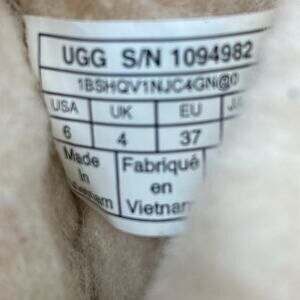 UGG S/N 1094982
1BSHQV1NJC4GN@0
USA UK EU
6 4 37
Made Fabriqué
in en
Vietnam